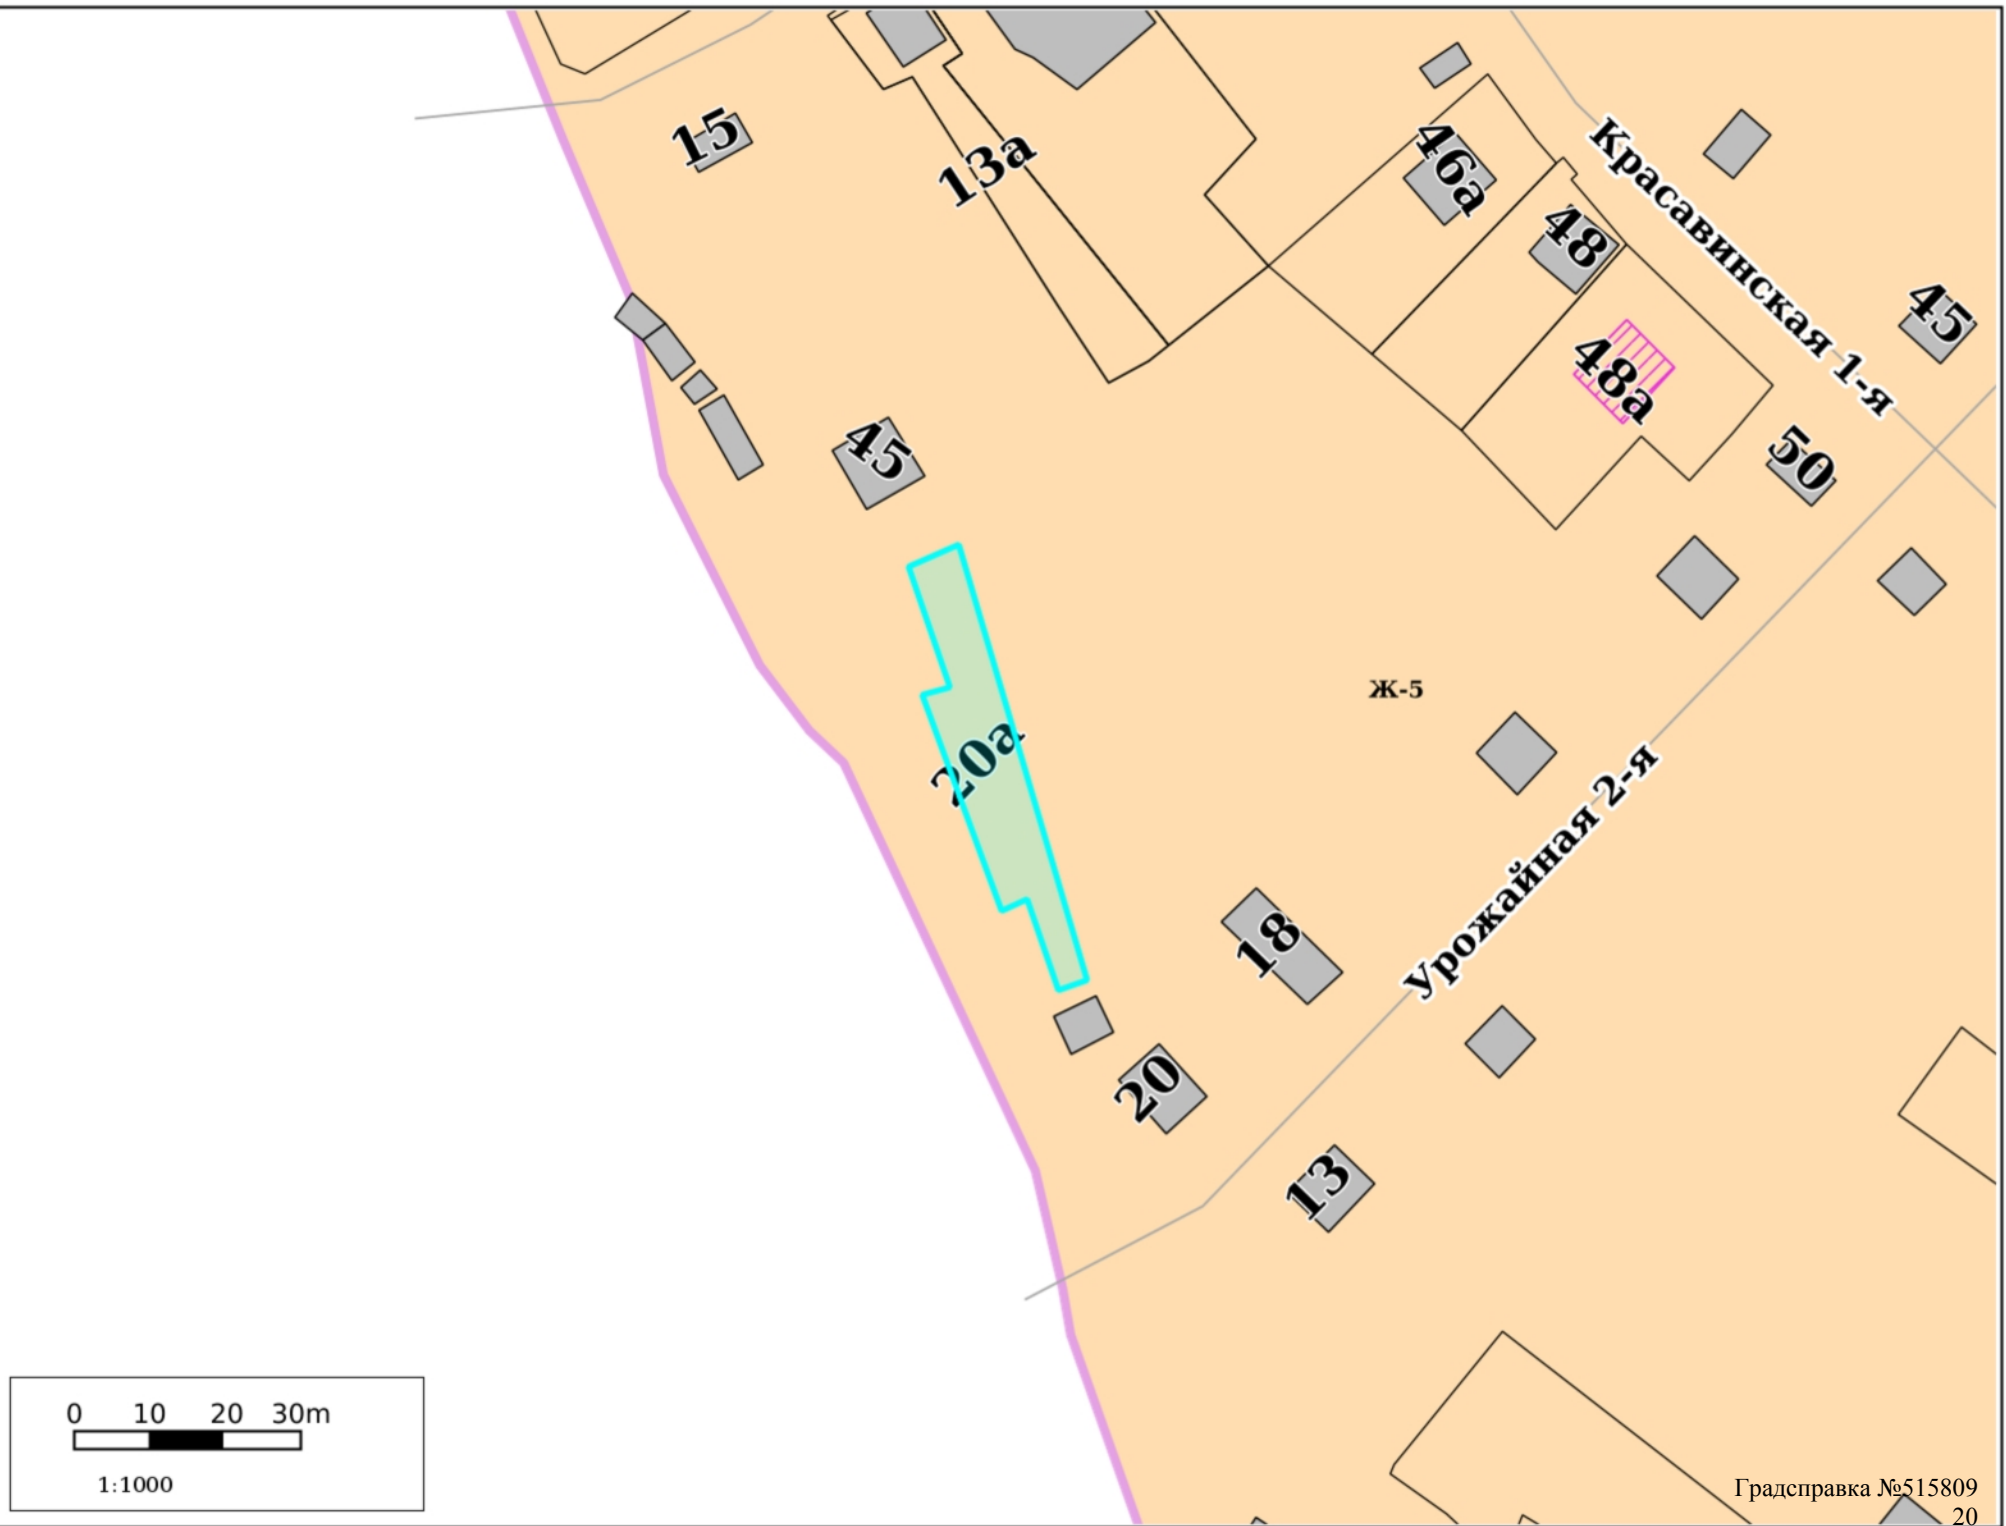 15
13а
46а
48
Красавинская 1-я
45
48а
45
50
Ж-5
20а
Урожайная 2-я
18
20
13
0 10 20 30m
1:1000
Градсправка №515809
20